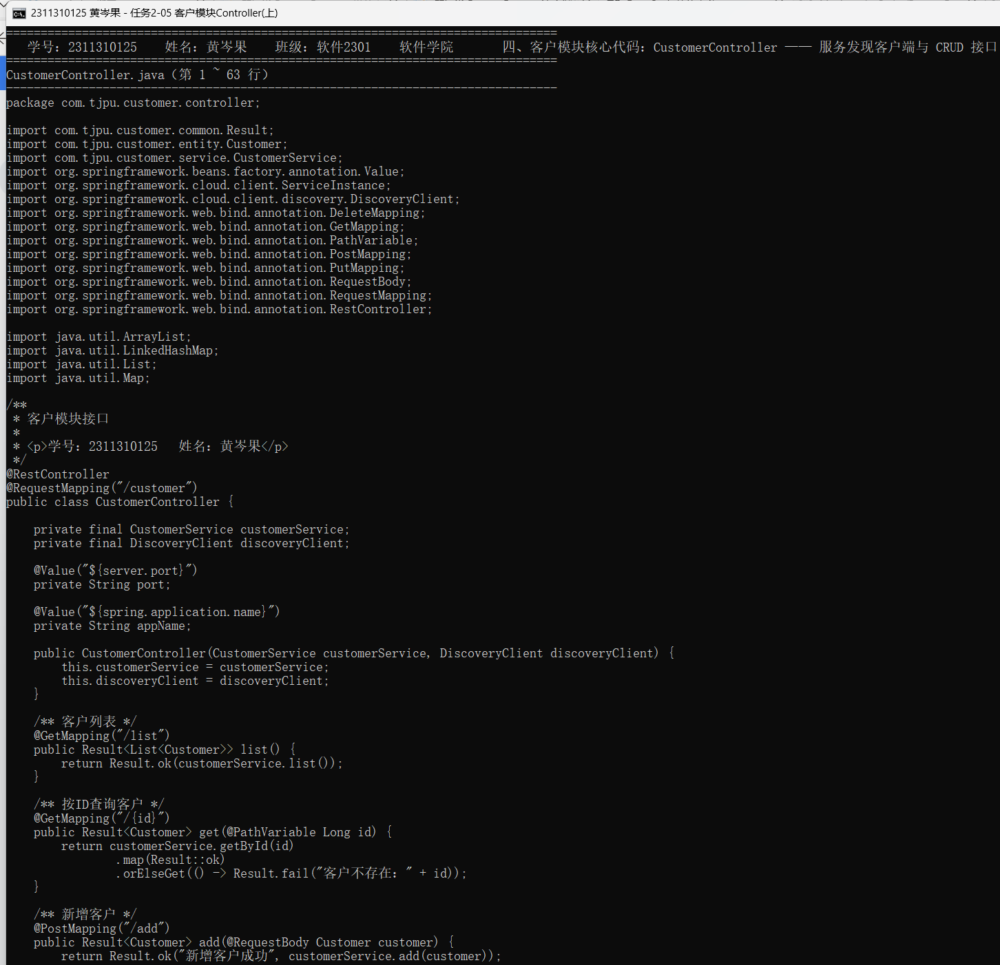 2311310125 黄岑果 - 任务2-05 客户模块Controller(上)
================================================================================
学号: 2311310125    姓名: 黄岑果    班级: 软件2301    软件学院       四、客户模块核心代码: CustomerController —— 服务发现客户端与 CRUD 接口
================================================================================
CustomerController.java (第 1 ~ 63 行)
--------------------------------------------------------------------------------
package com.tjpu.customer.controller;

import com.tjpu.customer.common.Result;
import com.tjpu.customer.entity.Customer;
import com.tjpu.customer.service.CustomerService;
import org.springframework.beans.factory.annotation.Value;
import org.springframework.cloud.client.ServiceInstance;
import org.springframework.cloud.client.discovery.DiscoveryClient;
import org.springframework.web.bind.annotation.DeleteMapping;
import org.springframework.web.bind.annotation.GetMapping;
import org.springframework.web.bind.annotation.PathVariable;
import org.springframework.web.bind.annotation.PostMapping;
import org.springframework.web.bind.annotation.PutMapping;
import org.springframework.web.bind.annotation.RequestBody;
import org.springframework.web.bind.annotation.RequestMapping;
import org.springframework.web.bind.annotation.RestController;

import java.util.ArrayList;
import java.util.LinkedHashMap;
import java.util.List;
import java.util.Map;

/**
 * 客户模块接口
 *
 * <p>学号: 2311310125   姓名: 黄岑果</p>
 */
@RestController
@RequestMapping("/customer")
public class CustomerController {

    private final CustomerService customerService;
    private final DiscoveryClient discoveryClient;

    @Value("${server.port}")
    private String port;

    @Value("${spring.application.name}")
    private String appName;

    public CustomerController(CustomerService customerService, DiscoveryClient discoveryClient) {
        this.customerService = customerService;
        this.discoveryClient = discoveryClient;
    }

    /** 客户列表 */
    @GetMapping("/list")
    public Result<List<Customer>> list() {
        return Result.ok(customerService.list());
    }

    /** 按ID查询客户 */
    @GetMapping("/{id}")
    public Result<Customer> get(@PathVariable Long id) {
        return customerService.getById(id)
                .map(Result::ok)
                .orElseGet(() -> Result.fail("客户不存在: " + id));
    }

    /** 新增客户 */
    @PostMapping("/add")
    public Result<Customer> add(@RequestBody Customer customer) {
        return Result.ok("新增客户成功", customerService.add(customer));